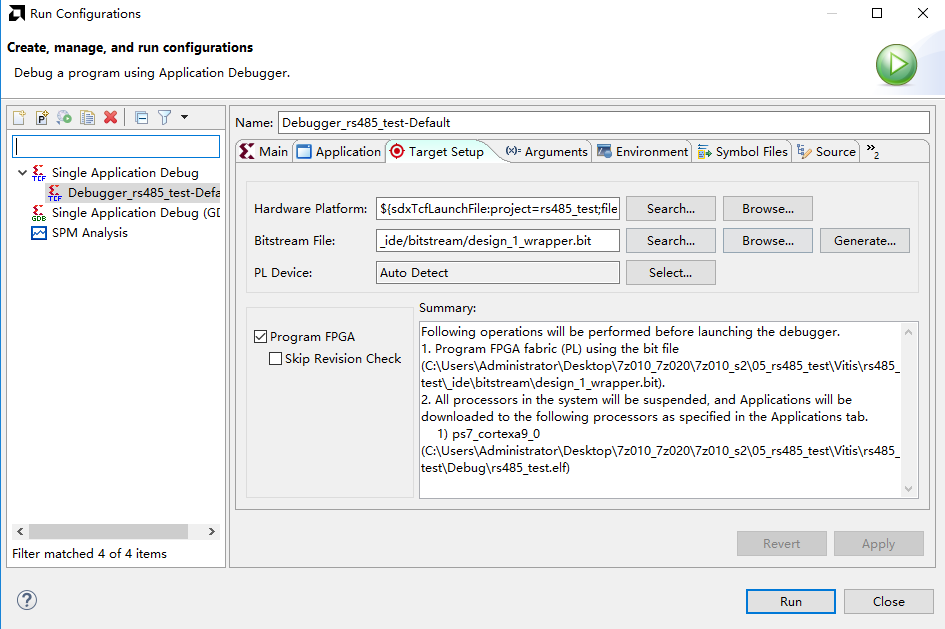 Run Configurations
Create, manage, and run configurations
Debug a program using Application Debugger.
Name: Debugger_rs485_test-Default
Main Application Target Setup (x)= Arguments Environment Symbol Files Source »2
Single Application Debug
Debugger_rs485_test-Defa
Single Application Debug (GD
SPM Analysis
Filter matched 4 of 4 items
Hardware Platform: ${sdxTcfLaunchFile:project=rs485_test;file Search... Browse...
Bitstream File: _ide/bitstream/design_1_wrapper.bit Search... Browse... Generate...
PL Device: Auto Detect Select...
Program FPGA
Skip Revision Check
Summary:
Following operations will be performed before launching the debugger.
1. Program FPGA fabric (PL) using the bit file
(C:\Users\Administrator\Desktop\7z010_7z020\7z010_s2\05_rs485_test\Vitis\rs485_
test\_ide\bitstream\design_1_wrapper.bit).
2. All processors in the system will be suspended, and Applications will be
downloaded to the following processors as specified in the Applications tab.
1) ps7_cortexa9_0
(C:\Users\Administrator\Desktop\7z010_7z020\7z010_s2\05_rs485_test\Vitis\rs485_
test\Debug\rs485_test.elf)
Revert Apply
Run Close